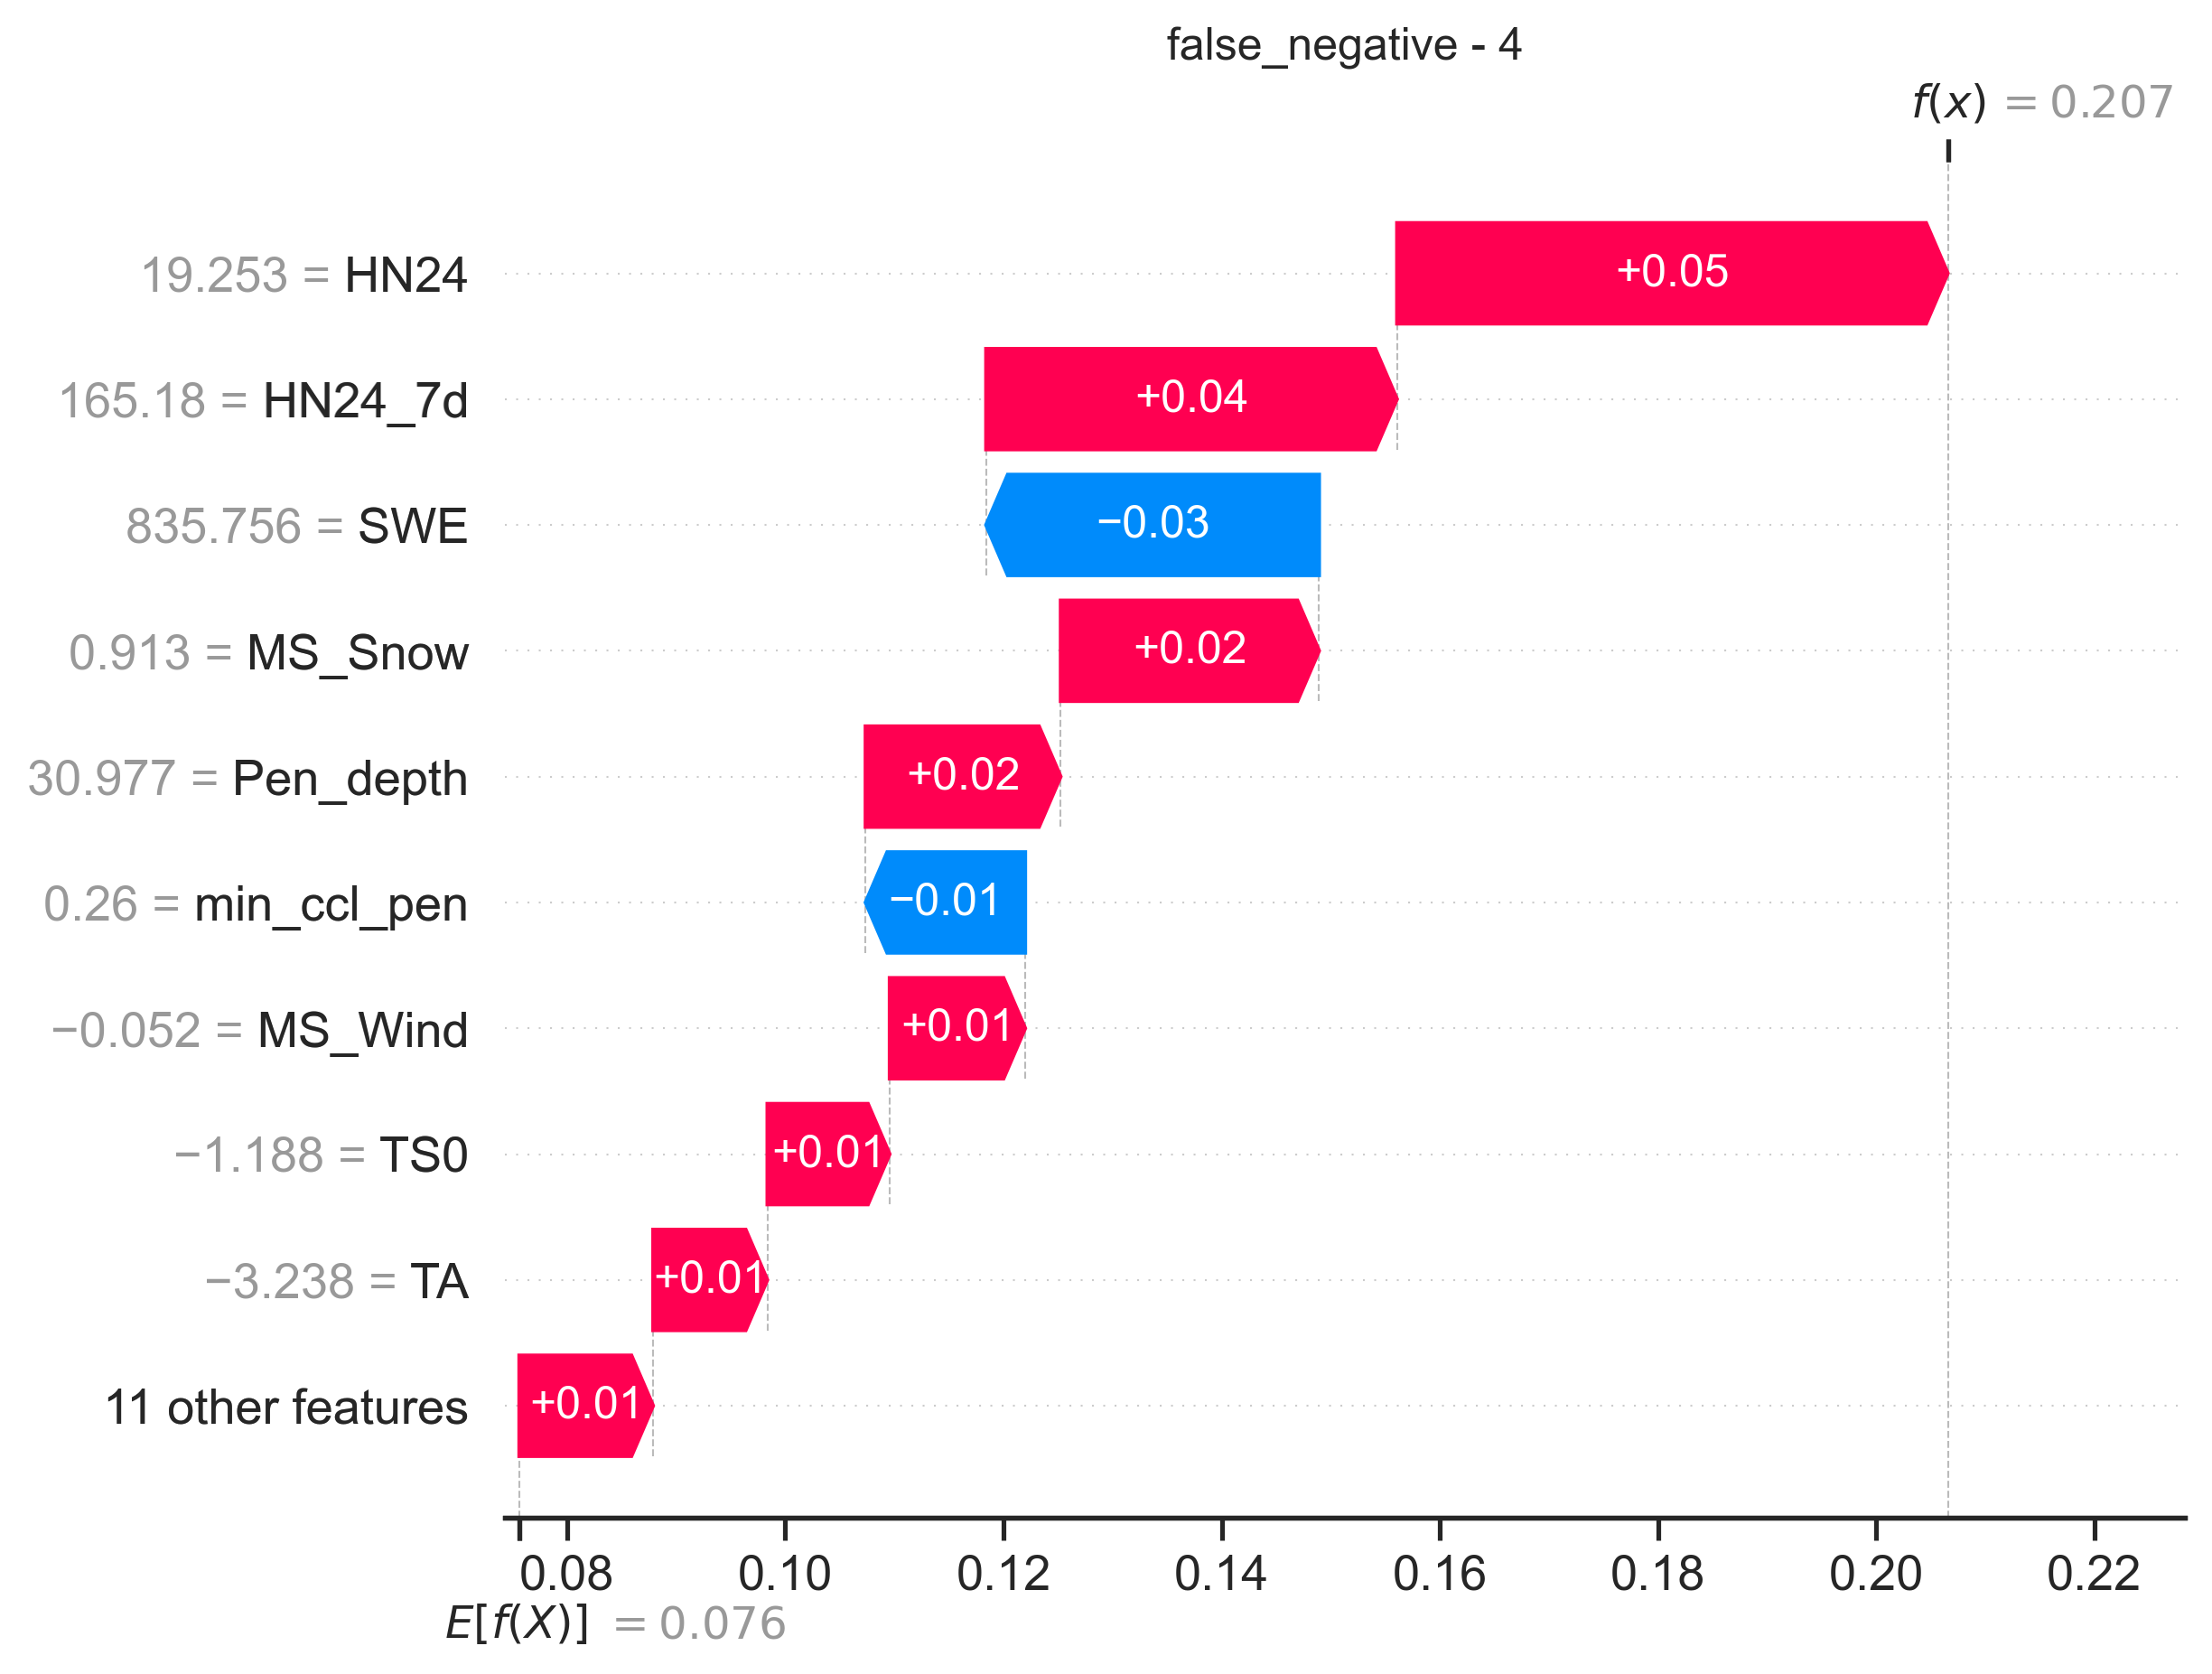 false_negative - 4
f(x) = 0.207
19.253 = HN24
+0.05
165.18 = HN24_7d
+0.04
835.756 = SWE
−0.03
0.913 = MS_Snow
+0.02
30.977 = Pen_depth
+0.02
0.26 = min_ccl_pen
−0.01
−0.052 = MS_Wind
+0.01
−1.188 = TS0
+0.01
−3.238 = TA
+0.01
11 other features
+0.01
0.08 0.10 0.12 0.14 0.16 0.18 0.20 0.22
E[f(X)] = 0.076